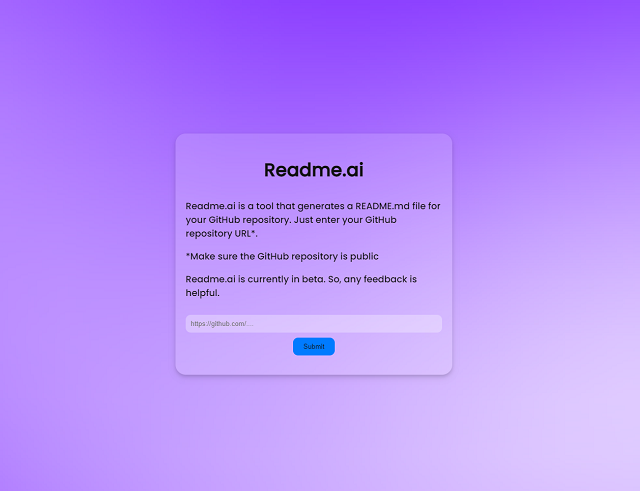 Readme.ai
Readme.ai is a tool that generates a README.md file for
your GitHub repository. Just enter your GitHub
repository URL*.
*Make sure the GitHub repository is public
Readme.ai is currently in beta. So, any feedback is
helpful.
https://github.com/...
Submit